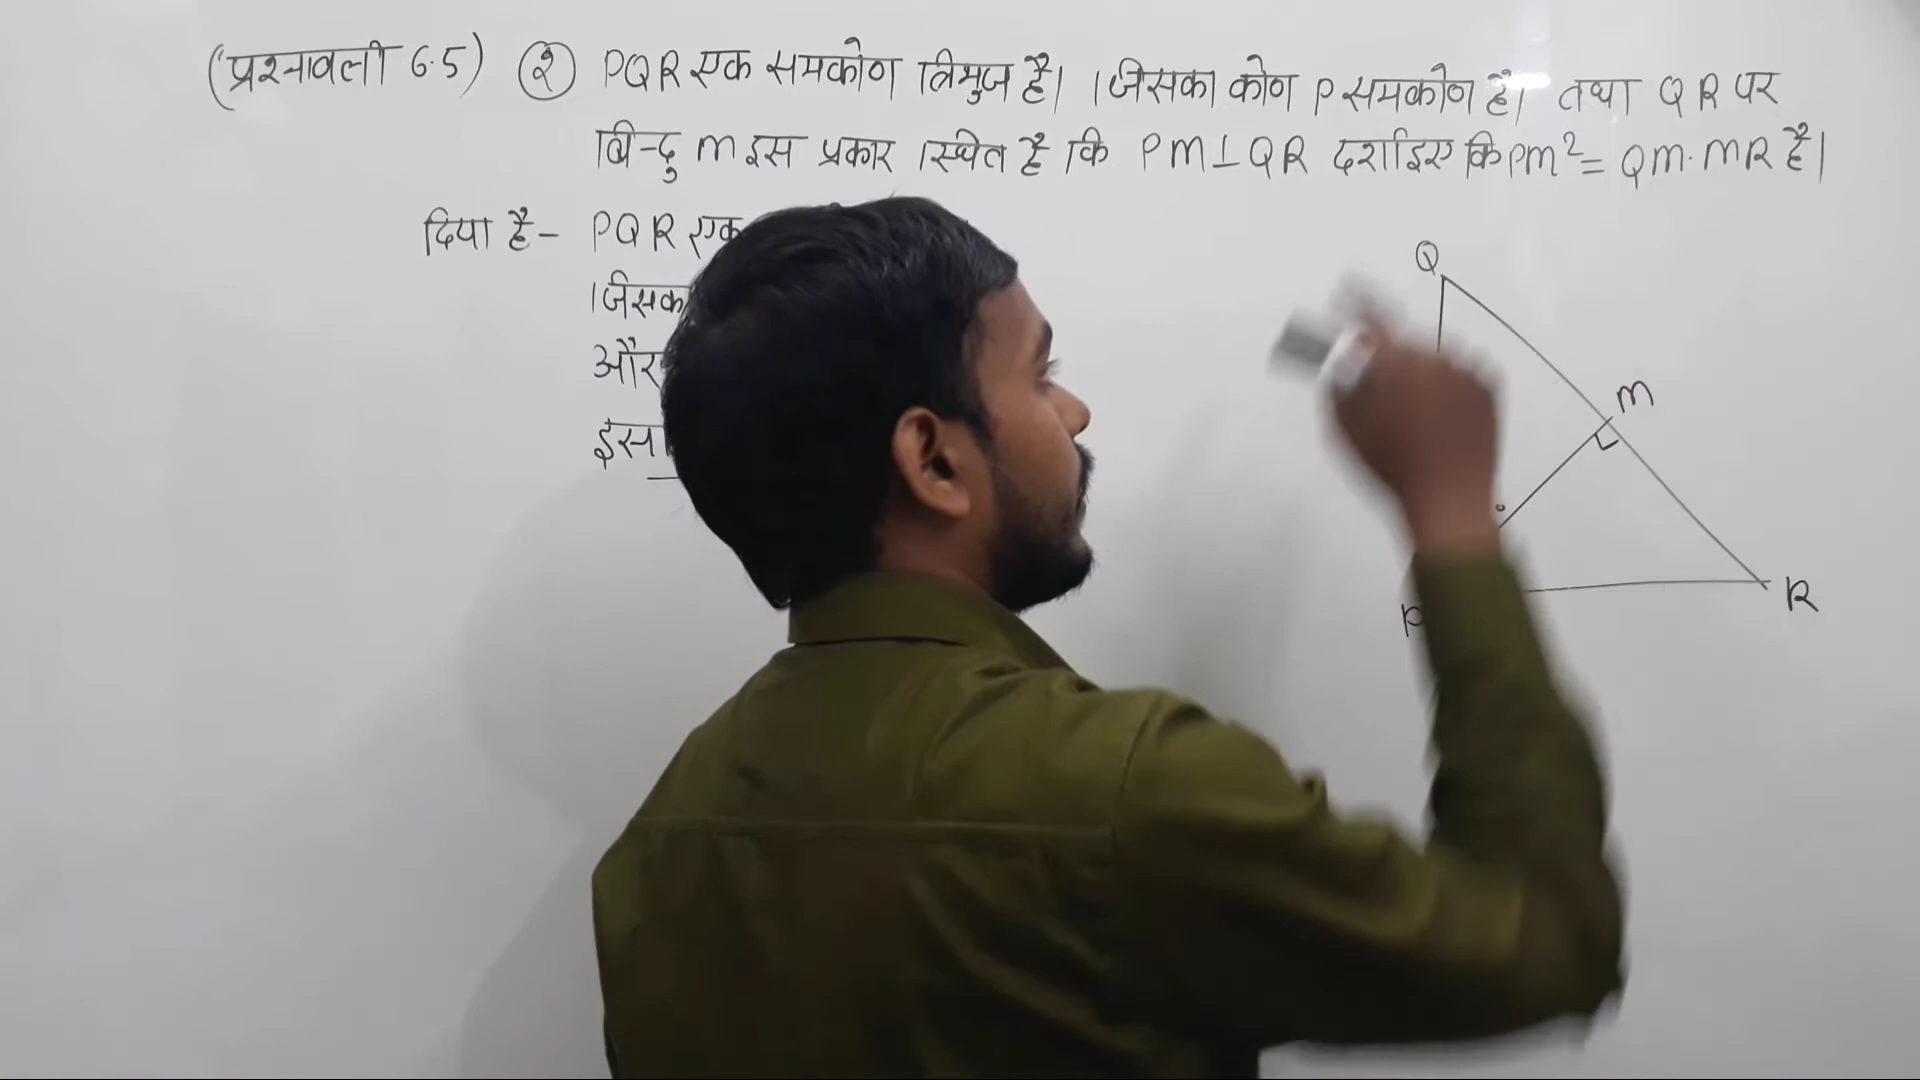 (प्रश्नावली 6.5) (2) PQR एक समकोण त्रिभुज है। जिसका कोण P समकोण है। तथा QR पर
बिन्दु M इस प्रकार स्थित है कि PM⊥QR दर्शाइए कि PM²= QM.MR है।
दिया है- PQR एक
जिसक
और
इस
Q
M
P
R